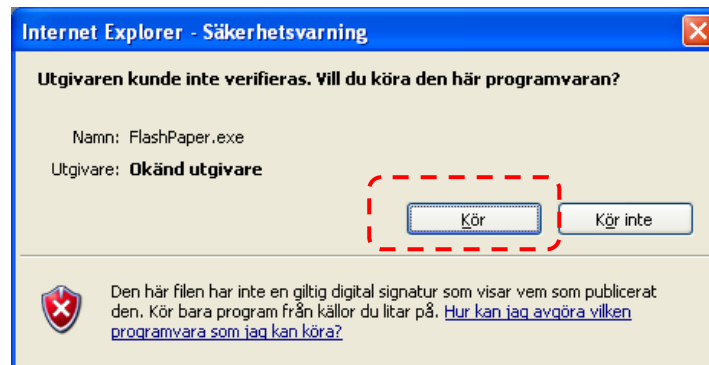 Internet Explorer - Säkerhetsvarning
Utgivaren kunde inte verifieras. Vill du köra den här programvaran?
Namn: FlashPaper.exe
Utgivare: Okänd utgivare
Kör Kör inte
Den här filen har inte en giltig digital signatur som visar vem som publicerat
den. Kör bara program från källor du litar på. Hur kan jag avgöra vilken
programvara som jag kan köra?